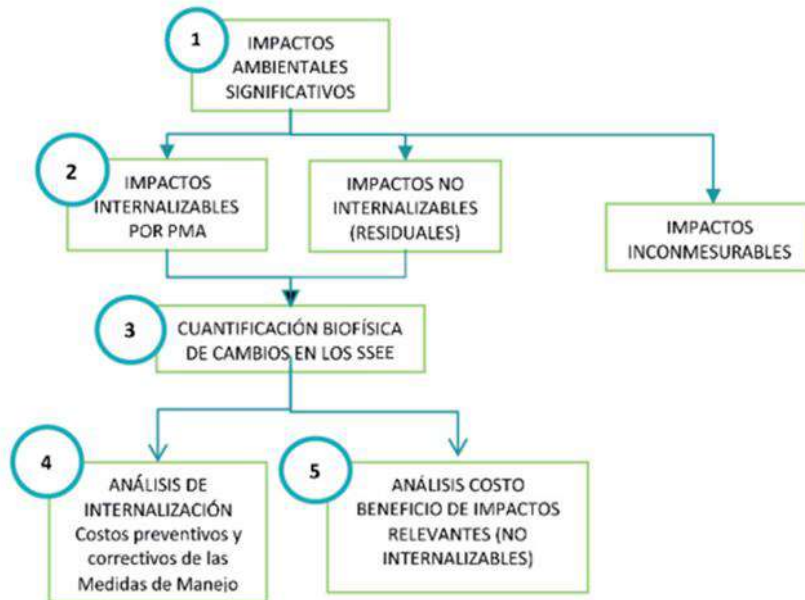 1
IMPACTOS
AMBIENTALES
SIGNIFICATIVOS
2
IMPACTOS
INTERNALIZABLES
POR PMA
IMPACTOS NO
INTERNALIZABLES
(RESIDUALES)
IMPACTOS
INCONMESURABLES
3
CUANTIFICACIÓN BIOFÍSICA
DE CAMBIOS EN LOS SSEE
4
ANÁLISIS DE
INTERNALIZACIÓN
Costos preventivos y
correctivos de las
Medidas de Manejo
5
ANÁLISIS COSTO
BENEFICIO DE IMPACTOS
RELEVANTES (NO
INTERNALIZABLES)